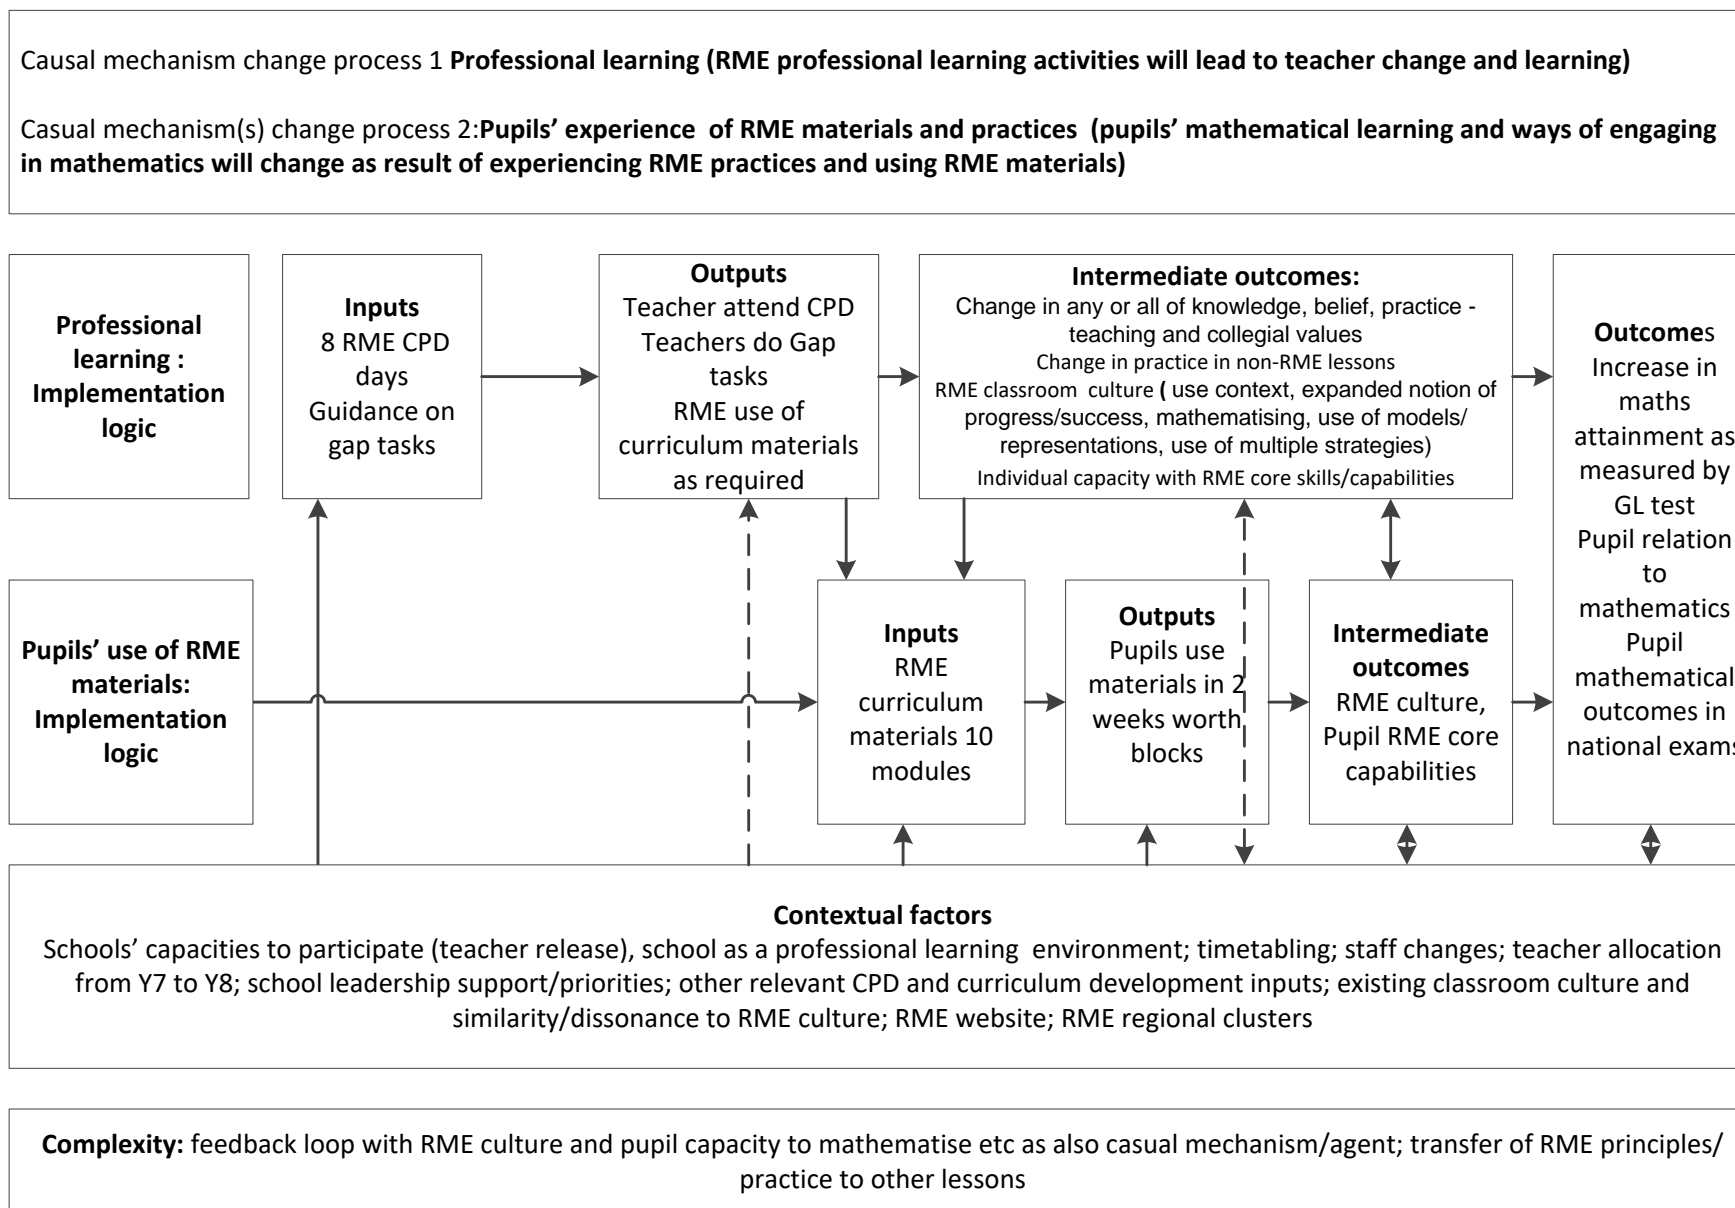 Causal mechanism change process 1 Professional learning (RME professional learning activities will lead to teacher change and learning)
Casual mechanism(s) change process 2:Pupils’ experience of RME materials and practices (pupils’ mathematical learning and ways of engaging
in mathematics will change as result of experiencing RME practices and using RME materials)
Professional
learning :
Implementation
logic
Inputs
8 RME CPD
days
Guidance on
gap tasks
Outputs
Teacher attend CPD
Teachers do Gap
tasks
RME use of
curriculum materials
as required
Intermediate outcomes:
Change in any or all of knowledge, belief, practice -
teaching and collegial values
Change in practice in non-RME lessons
RME classroom culture ( use context, expanded notion of
progress/success, mathematising, use of models/
representations, use of multiple strategies)
Individual capacity with RME core skills/capabilities
Outcomes
Increase in
maths
attainment as
measured by
GL test
Pupil relation
to
mathematics
Pupil
mathematical
outcomes in
national exams
Pupils’ use of RME
materials:
Implementation
logic
Inputs
RME
curriculum
materials 10
modules
Outputs
Pupils use
materials in 2
weeks worth
blocks
Intermediate
outcomes
RME culture,
Pupil RME core
capabilities
Contextual factors
Schools’ capacities to participate (teacher release), school as a professional learning environment; timetabling; staff changes; teacher allocation
from Y7 to Y8; school leadership support/priorities; other relevant CPD and curriculum development inputs; existing classroom culture and
similarity/dissonance to RME culture; RME website; RME regional clusters
Complexity: feedback loop with RME culture and pupil capacity to mathematise etc as also casual mechanism/agent; transfer of RME principles/
practice to other lessons